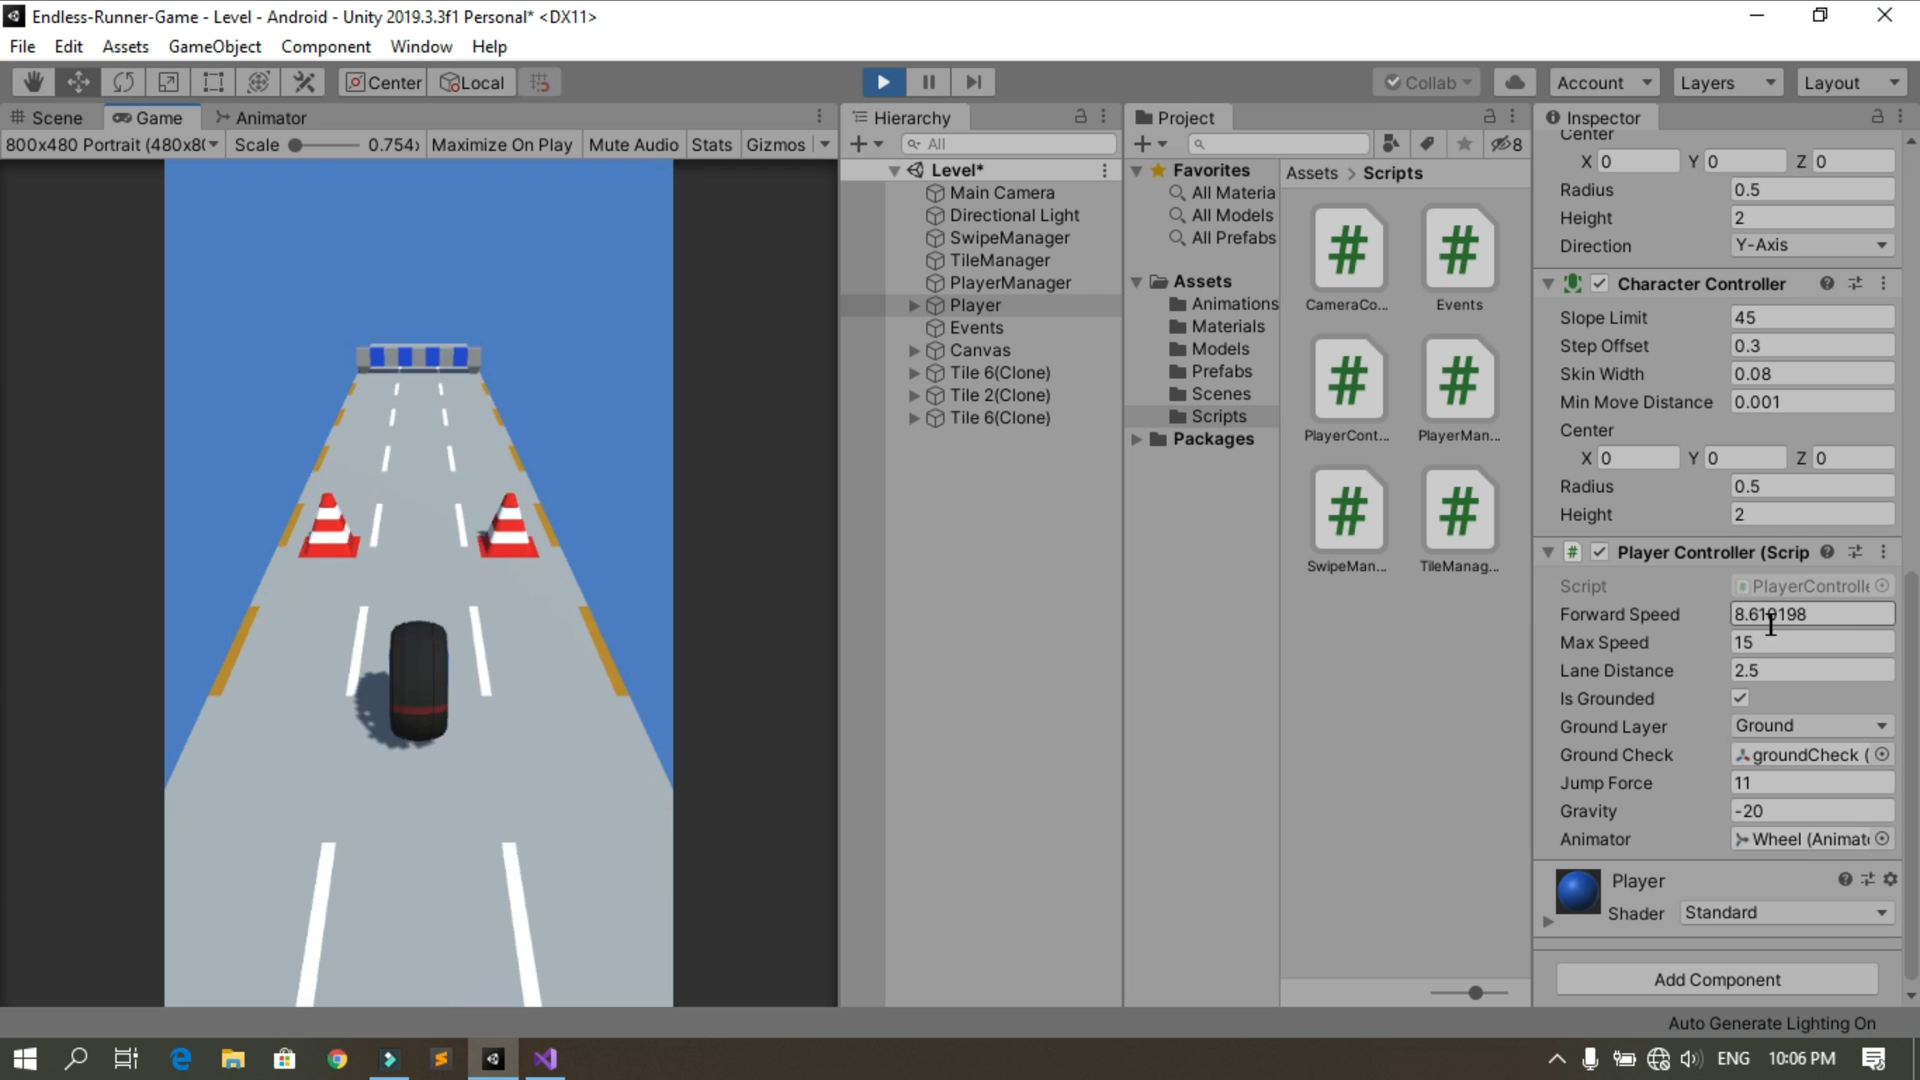 Endless-Runner-Game - Level - Android - Unity 2019.3.3f1 Personal* <DX11>
File Edit Assets GameObject Component Window Help
Center Local Collab Account Layers Layout
Scene Game Animator
800x480 Portrait (480x80 Scale 0.754 Maximize On Play Mute Audio Stats Gizmos
Hierarchy
All
Level*
Main Camera
Directional Light
SwipeManager
TileManager
PlayerManager
Player
Events
Canvas
Tile 6(Clone)
Tile 2(Clone)
Tile 6(Clone)
Project
8
Favorites
All Materia
All Models
All Prefabs
Assets
Animations
Materials
Models
Prefabs
Scenes
Scripts
Packages
Assets > Scripts
CameraCo...
Events
PlayerCont...
PlayerMan...
SwipeMan...
TileManag...
Inspector
Center
X 0 Y 0 Z 0
Radius 0.5
Height 2
Direction Y-Axis
Character Controller
Slope Limit 45
Step Offset 0.3
Skin Width 0.08
Min Move Distance 0.001
Center
X 0 Y 0 Z 0
Radius 0.5
Height 2
# Player Controller (Scrip
Script PlayerControlle
Forward Speed 8.619198
Max Speed 15
Lane Distance 2.5
Is Grounded
Ground Layer Ground
Ground Check groundCheck (
Jump Force 11
Gravity -20
Animator Wheel (Animat
Player
Shader Standard
Add Component
Auto Generate Lighting On
ENG 10:06 PM